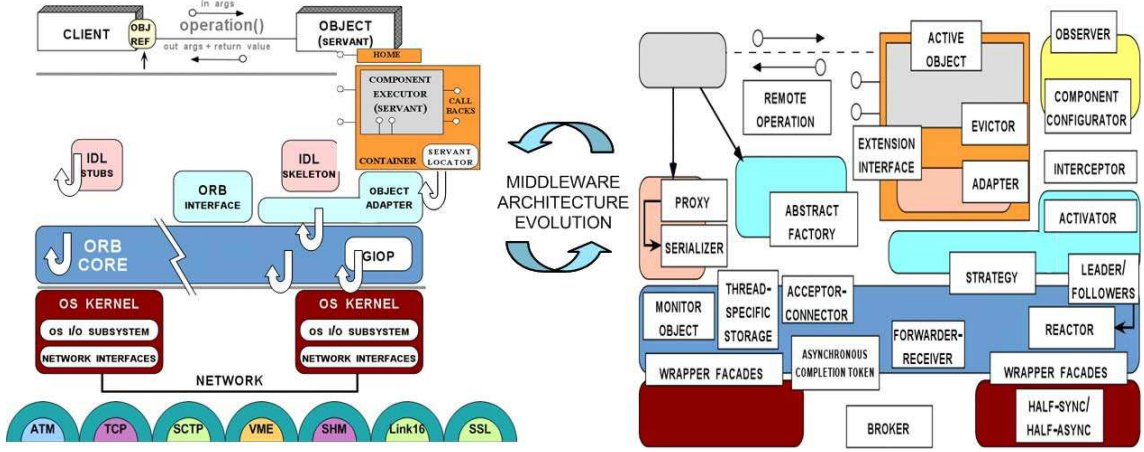 in args
CLIENT
OBJ
REF
operation()
out args + return value
OBJECT
(SERVANT)
HOME
COMPONENT
EXECUTOR
(SERVANT)
CALL
BACKS
CONTAINER
SERVANT
LOCATOR
IDL
STUBS
IDL
SKELETON
ORB
INTERFACE
OBJECT
ADAPTER
ORB
CORE
GIOP
OS KERNEL
OS I/O SUBSYSTEM
NETWORK INTERFACES
OS KERNEL
OS I/O SUBSYSTEM
NETWORK INTERFACES
NETWORK
ATM
TCP
SCTP
VME
SHM
Link16
SSL
MIDDLEWARE
ARCHITECTURE
EVOLUTION
REMOTE
OPERATION
ACTIVE
OBJECT
OBSERVER
COMPONENT
CONFIGURATOR
EVICTOR
EXTENSION
INTERFACE
ADAPTER
INTERCEPTOR
PROXY
SERIALIZER
ABSTRACT
FACTORY
ACTIVATOR
STRATEGY
LEADER/
FOLLOWERS
MONITOR
OBJECT
THREAD-
SPECIFIC
STORAGE
ACCEPTOR-
CONNECTOR
FORWARDER-
RECEIVER
REACTOR
WRAPPER FACADES
ASYNCHRONOUS
COMPLETION TOKEN
WRAPPER FACADES
BROKER
HALF-SYNC/
HALF-ASYNC